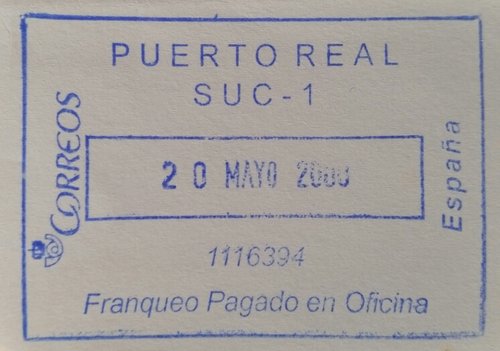 PUERTO REAL
SUC-1
CORREOS
20 MAYO 2000
España
1116394
Franqueo Pagado en Oficina